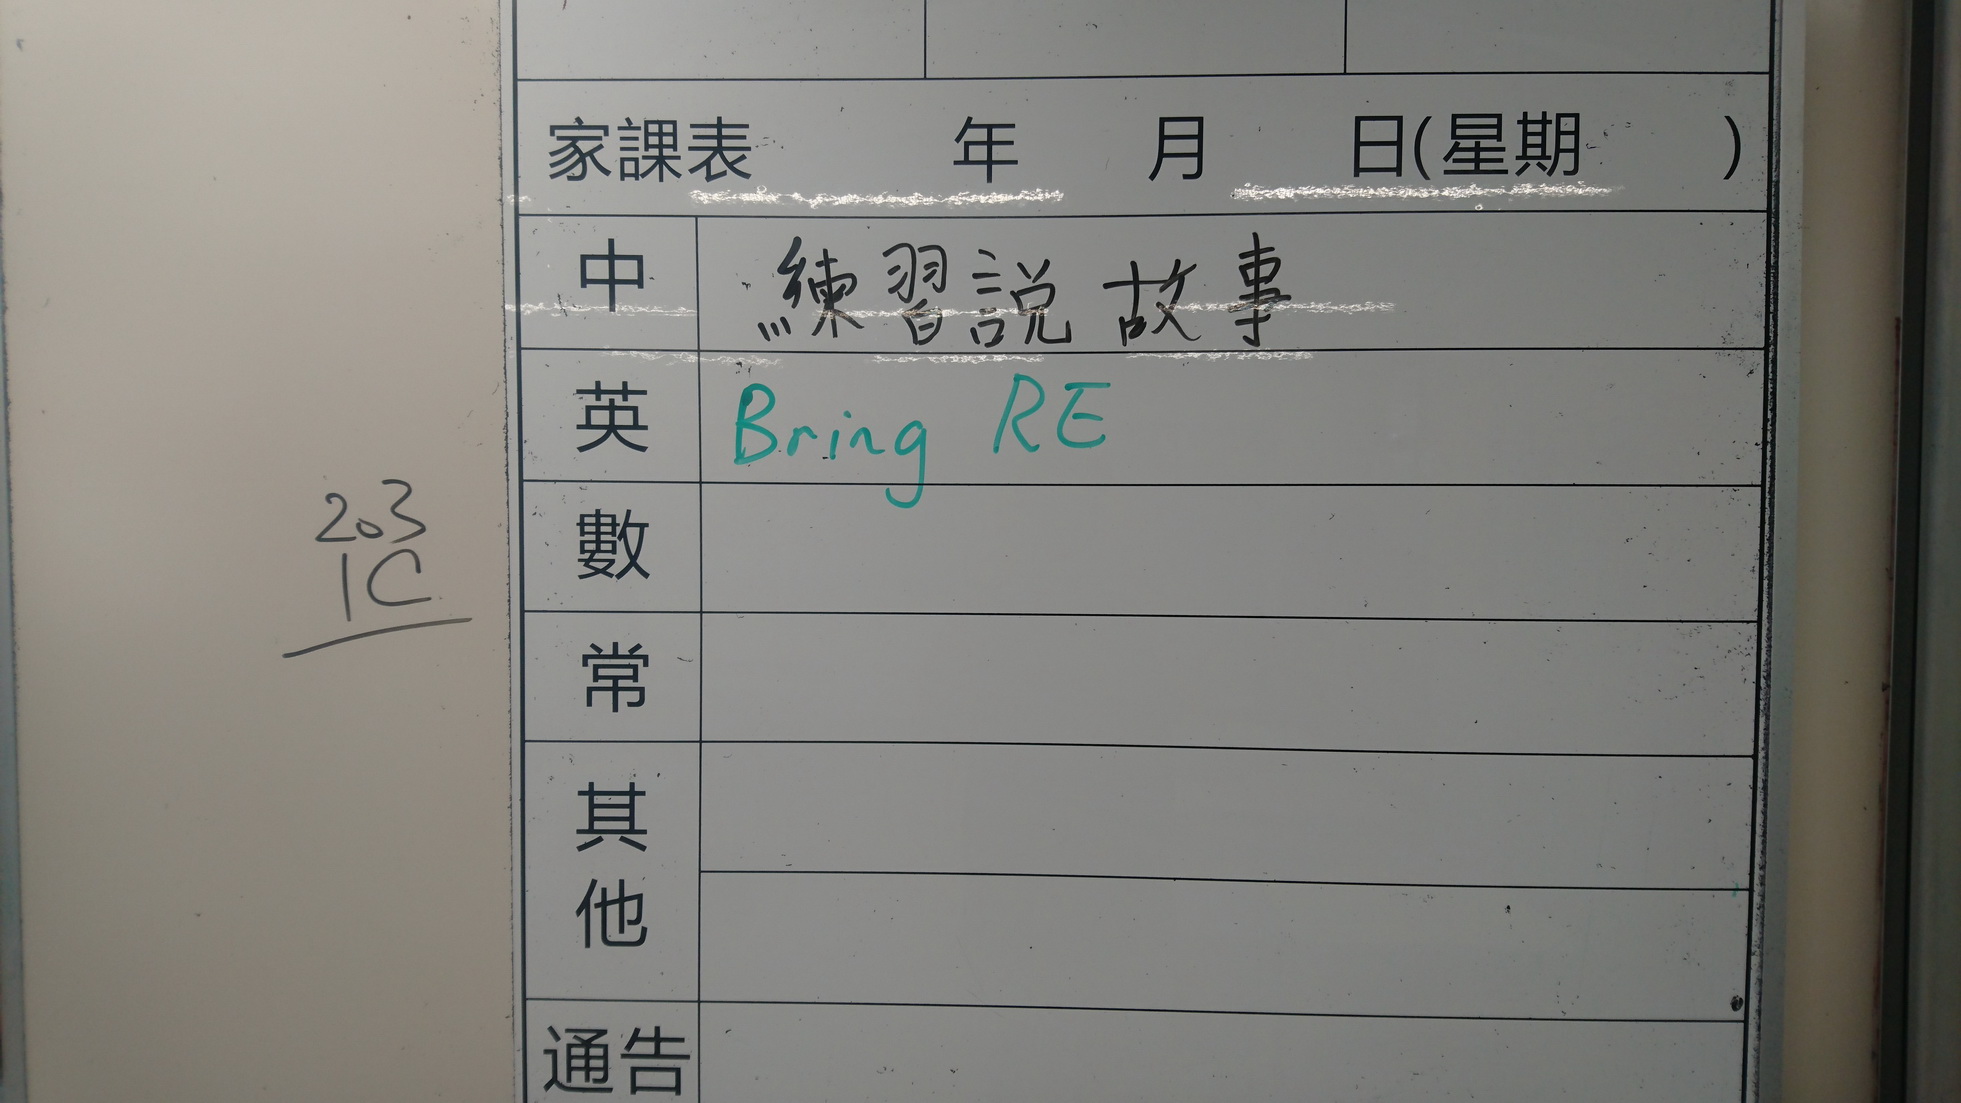 家課表 年 月 日(星期 )
中 練習説故事
英 Bring RE
203
1C
數
常
其他
通告